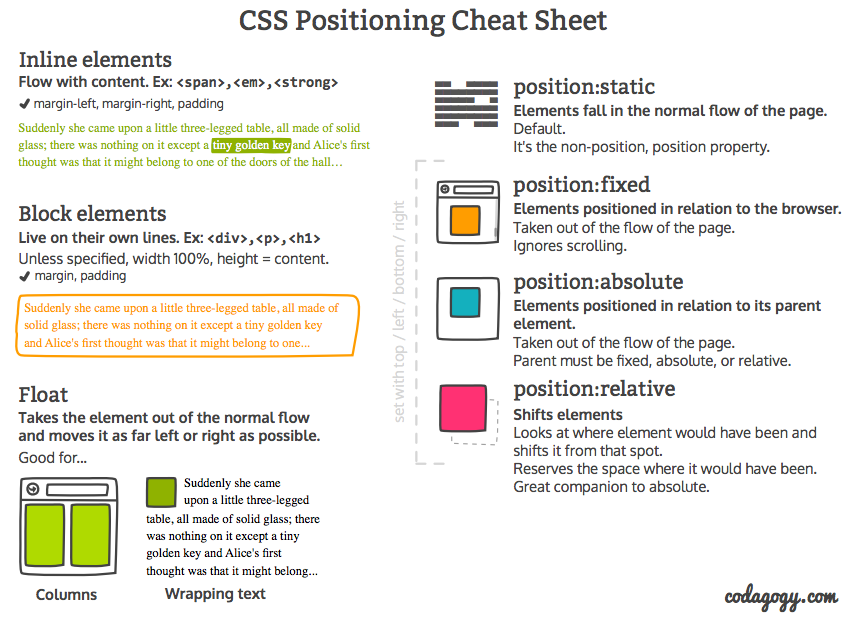 CSS Positioning Cheat Sheet
Inline elements
Flow with content. Ex: <span>,<em>,<strong>
✔ margin-left, margin-right, padding
Suddenly she came upon a little three-legged table, all made of solid
glass; there was nothing on it except a tiny golden key and Alice's first
thought was that it might belong to one of the doors of the hall…
Block elements
Live on their own lines. Ex: <div>,<p>,<h1>
Unless specified, width 100%, height = content.
✔ margin, padding
Suddenly she came upon a little three-legged table, all made of
solid glass; there was nothing on it except a tiny golden key
and Alice's first thought was that it might belong to one...
Float
Takes the element out of the normal flow
and moves it as far left or right as possible.
Good for...
Columns
Suddenly she came
upon a little three-legged
table, all made of solid glass; there
was nothing on it except a tiny
golden key and Alice's first
thought was that it might belong...
Wrapping text
set with top / left / bottom / right
position:static
Elements fall in the normal flow of the page.
Default.
It's the non-position, position property.
position:fixed
Elements positioned in relation to the browser.
Taken out of the flow of the page.
Ignores scrolling.
position:absolute
Elements positioned in relation to its parent
element.
Taken out of the flow of the page.
Parent must be fixed, absolute, or relative.
position:relative
Shifts elements
Looks at where element would have been and
shifts it from that spot.
Reserves the space where it would have been.
Great companion to absolute.
codagogy.com